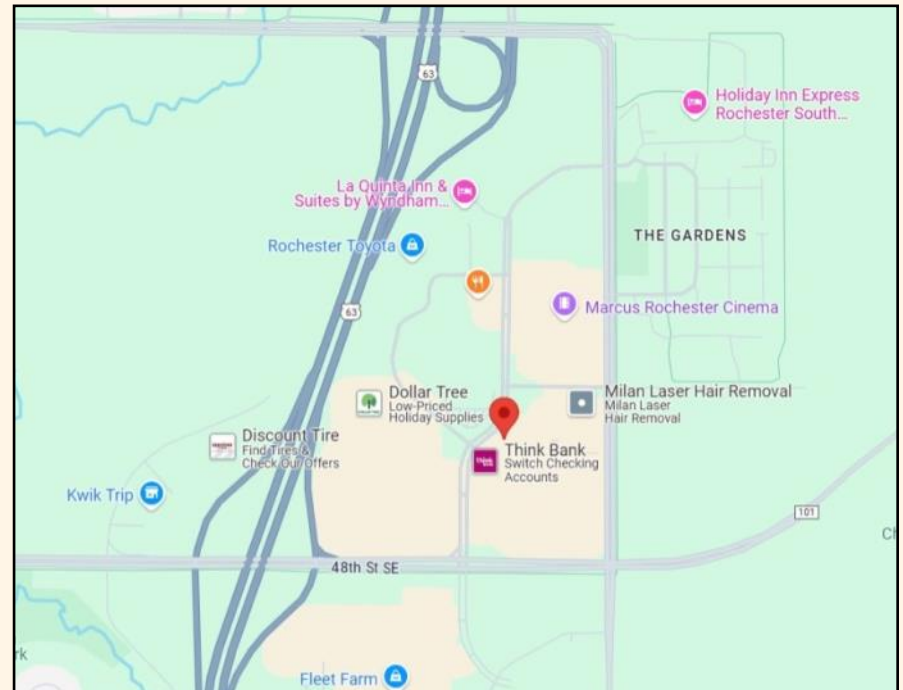 63
Holiday Inn Express
Rochester South...
La Quinta Inn &
Suites by Wyndham...
THE GARDENS
Rochester Toyota
63
Marcus Rochester Cinema
Dollar Tree
Low-Priced
Holiday Supplies
Milan Laser Hair Removal
Milan Laser
Hair Removal
Discount Tire
Find Tires &
Check Our Offers
Think Bank
Switch Checking
Accounts
Kwik Trip
101
48th St SE
Fleet Farm